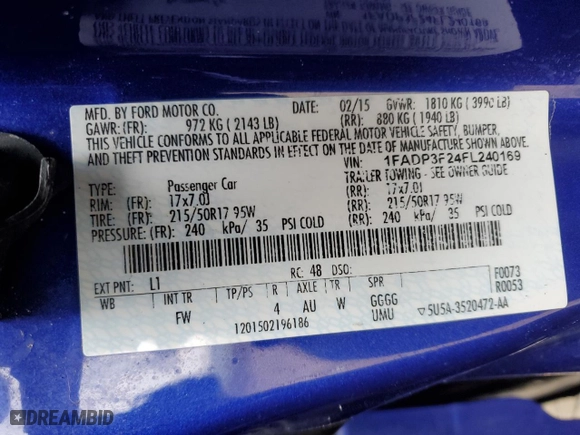 MFD. BY FORD MOTOR CO. 02/15 GVWR: 1810 KG ( 3990 LB)
GAWR: (FR): 972 KG ( 2143 LB) (RR): 880 KG ( 1940 LB)
THIS VEHICLE CONFORMS TO ALL APPLICABLE FEDERAL MOTOR VEHICLE SAFETY, BUMPER,
AND THEFT PREVENTION STANDARDS IN EFFECT ON THE DATE OF MANUFACTURE SHOWN ABOVE.
VIN: 1FADP3F24FL240169
TYPE: Passenger Car TRAILER TOWING - SEE OWNER GUIDE
RIM: (FR): 17x7.0J (RR): 17x7.0J
TIRE: (FR): 215/50R17 95W (RR): 215/50R17 95W
PRESSURE: (FR): 240 kPa/ 35 PSI COLD (RR): 240 kPa/ 35 PSI COLD
EXT PNT: L1 RC: 48 DSO: F0073
WB INT TR TP/PS R AXLE TR SPR R0053
FW 4 AU W GGGG
UMU
1201502196186
5U5A-3520472-AA
DREAMBID